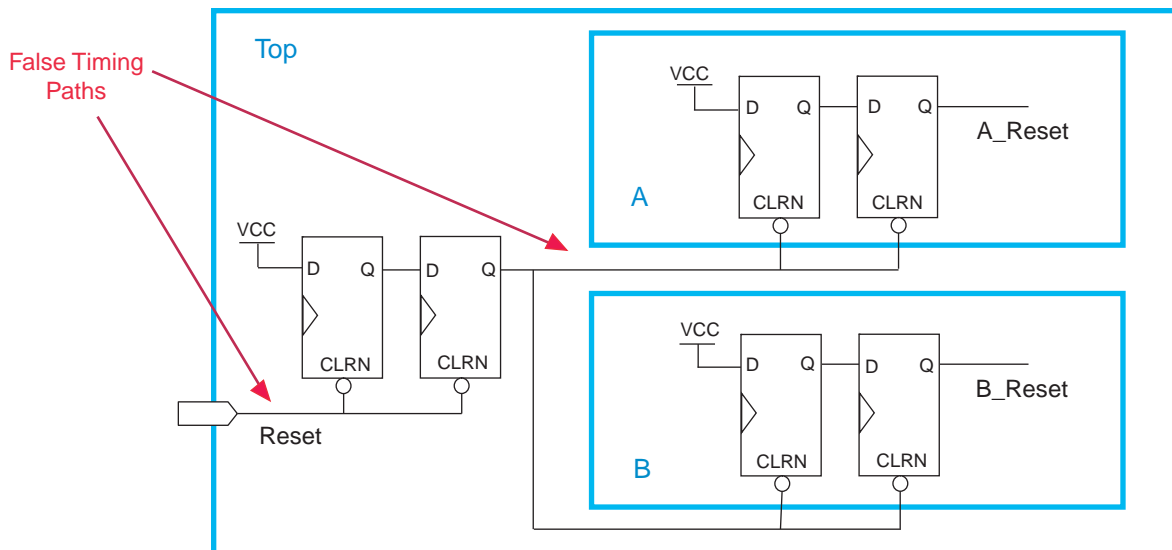 Top
False Timing
Paths
VCC
D
Q
D
Q
A_Reset
CLRN
CLRN
A
VCC
D
Q
D
Q
CLRN
CLRN
Reset
VCC
D
Q
D
Q
B_Reset
CLRN
CLRN
B